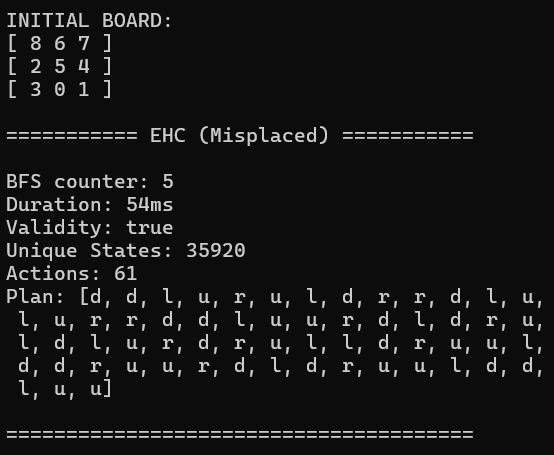 INITIAL BOARD:
[ 8 6 7 ]
[ 2 5 4 ]
[ 3 0 1 ]
=========== EHC (Misplaced) ===========
BFS counter: 5
Duration: 54ms
Validity: true
Unique States: 35920
Actions: 61
Plan: [d, d, l, u, r, u, l, d, r, r, d, l, u,
l, u, r, r, d, d, l, u, u, r, d, l, d, r, u,
l, d, l, u, r, d, r, u, l, l, d, r, u, u, l,
d, d, r, u, u, r, d, l, d, r, u, u, l, d, d,
l, u, u]
=======================================